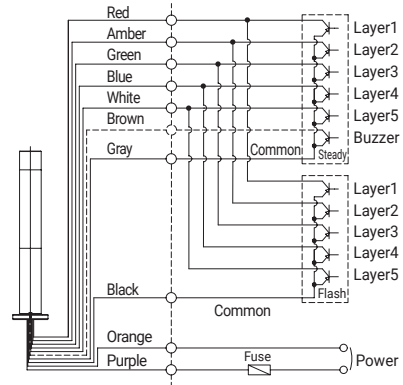 Red
Amber
Green
Blue
White
Brown
Gray
Black
Orange
Purple
Layer1
Layer2
Layer3
Layer4
Layer5
Buzzer
Common
Steady
Layer1
Layer2
Layer3
Layer4
Layer5
Flash
Common
Fuse
Power